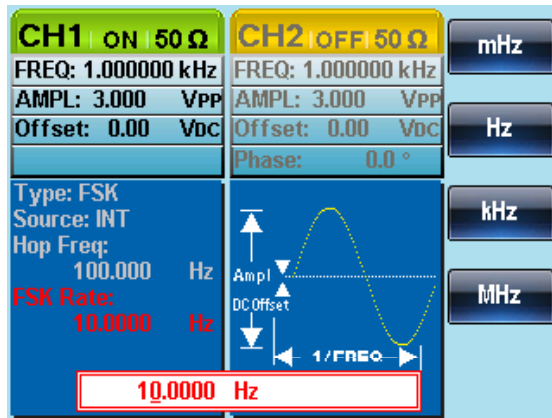 CH1 ON 50 Ω
FREQ: 1.000000 kHz
AMPL: 3.000 VPP
Offset: 0.00 VDC
CH2 OFF 50 Ω
FREQ: 1.000000 kHz
AMPL: 3.000 VPP
Offset: 0.00 VDC
Phase: 0.0 °
Type: FSK
Source: INT
Hop Freq:
100.000 Hz
FSK Rate:
10.0000 Hz
Ampl
DC Offset
1/FREQ
10.0000 Hz
mHz
Hz
kHz
MHz